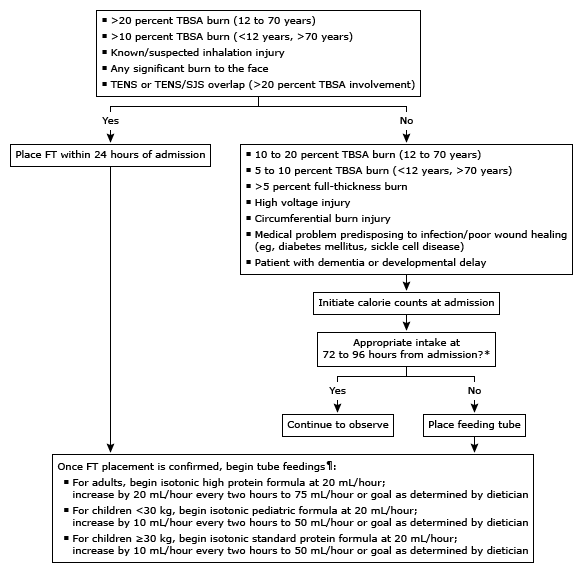 ▪ >20 percent TBSA burn (12 to 70 years)
▪ >10 percent TBSA burn (<12 years, >70 years)
▪ Known/suspected inhalation injury
▪ Any significant burn to the face
▪ TENS or TENS/SJS overlap (>20 percent TBSA involvement)
Yes
No
Place FT within 24 hours of admission
▪ 10 to 20 percent TBSA burn (12 to 70 years)
▪ 5 to 10 percent TBSA burn (<12 years, >70 years)
▪ >5 percent full-thickness burn
▪ High voltage injury
▪ Circumferential burn injury
▪ Medical problem predisposing to infection/poor wound healing
(eg, diabetes mellitus, sickle cell disease)
▪ Patient with dementia or developmental delay
Initiate calorie counts at admission
Appropriate intake at
72 to 96 hours from admission?*
Yes
No
Continue to observe
Place feeding tube
Once FT placement is confirmed, begin tube feedings¶:
▪ For adults, begin isotonic high protein formula at 20 mL/hour;
increase by 20 mL/hour every two hours to 75 mL/hour or goal as determined by dietician
▪ For children <30 kg, begin isotonic pediatric formula at 20 mL/hour;
increase by 10 mL/hour every two hours to 50 mL/hour or goal as determined by dietician
▪ For children ≥30 kg, begin isotonic standard protein formula at 20 mL/hour;
increase by 10 mL/hour every two hours to 50 mL/hour or goal as determined by dietician